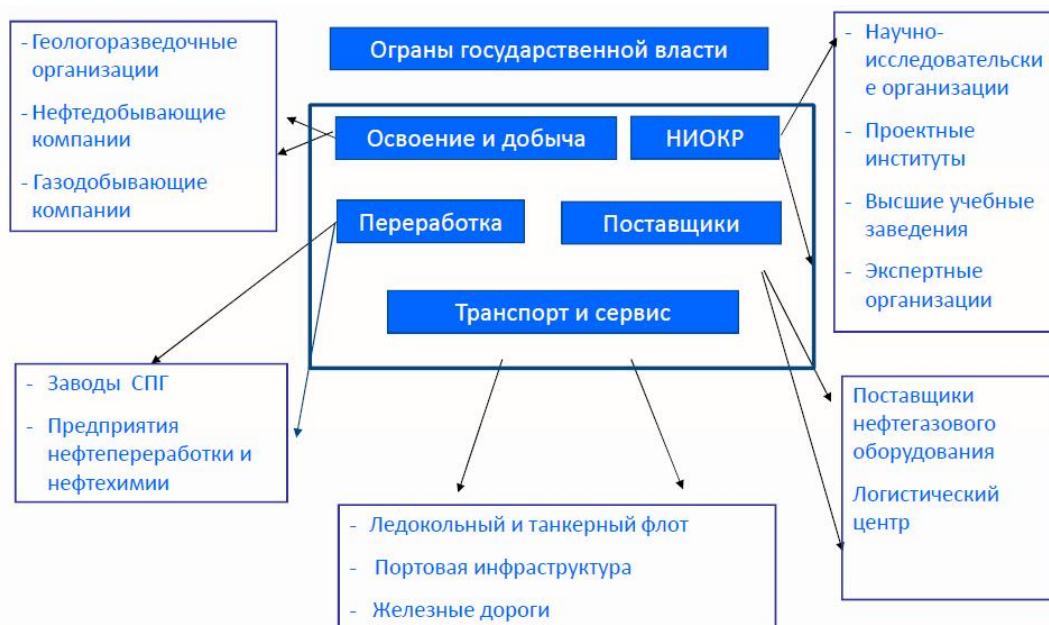 - Геологоразведочные
организации
- Нефтедобывающие
компании
- Газодобывающие
компании
Ограны государственной власти
Освоение и добыча
НИОКР
Переработка
Поставщики
Транспорт и сервис
- Научно-
исследовательски
е организации
- Проектные
институты
- Высшие учебные
заведения
- Экспертные
организации
- Заводы СПГ
- Предприятия
нефтепереработки и
нефтехимии
- Ледокольный и танкерный флот
- Портовая инфраструктура
- Железные дороги
Поставщики
нефтегазового
оборудования
Логистический
центр